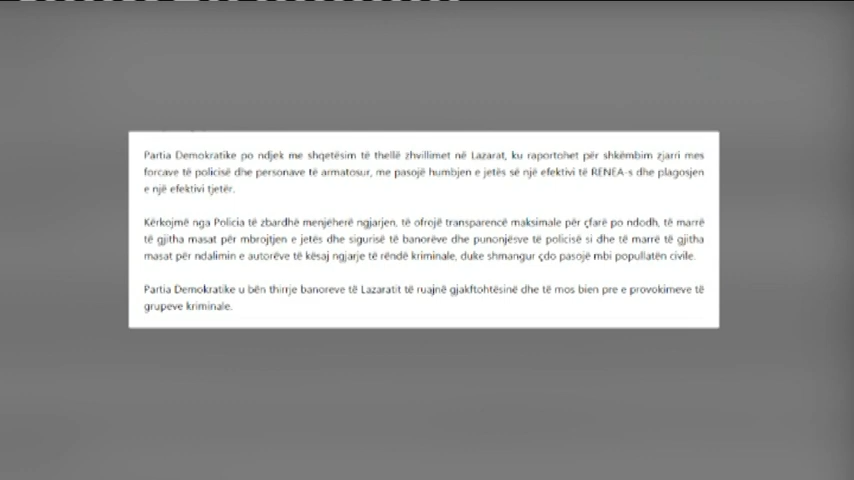 Partia Demokratike po ndjek me shqetësim të thellë zhvillimet në Lazarat, ku raportohet për shkëmbim zjarri mes
forcave të policisë dhe personave të armatosur, me pasojë humbjen e jetës së një efektivi të RENEA-s dhe plagosjen
e një efektivi tjetër.
Kërkojmë nga Policia të zbardhë menjëherë ngjarjen, të ofrojë transparencë maksimale për çfarë po ndodh, të marrë
të gjitha masat për mbrojtjen e jetës dhe sigurisë të banorëve dhe punonjësve të policisë si dhe të marrë të gjitha
masat për ndalimin e autorëve të kësaj ngjarje të rëndë kriminale, duke shmangur çdo pasojë mbi popullatën civile.
Partia Demokratike u bën thirrje banoreve të Lazaratit të ruajnë gjakftohtësinë dhe të mos bien pre e provokimeve të
grupeve kriminale.